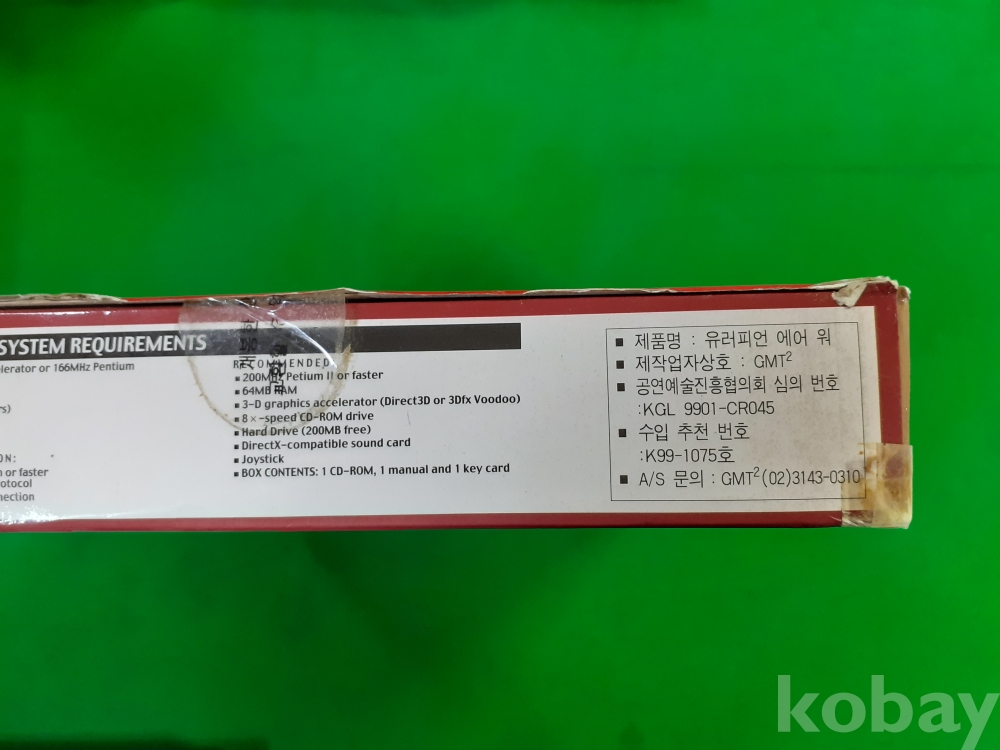 SYSTEM REQUIREMENTS
elerator or 166MHz Pentium
rs)
ON:
n or faster
otocol
nection
RECOMMENDED
■ 200MHz Petium II or faster
■ 64MB RAM
■ 3-D graphics accelerator (Direct3D or 3Dfx Voodoo)
■ 8×-speed CD-ROM drive
■ Hard Drive (200MB free)
■ DirectX-compatible sound card
■ Joystick
■ BOX CONTENTS: 1 CD-ROM, 1 manual and 1 key card
■ 제품명 : 유러피언 에어 워
■ 제작업자상호 : GMT²
■ 공연예술진흥협의회 심의 번호
:KGL 9901-CR045
■ 수입 추천 번호
:K99-1075호
■ A/S 문의 : GMT²(02)3143-0310
kobay